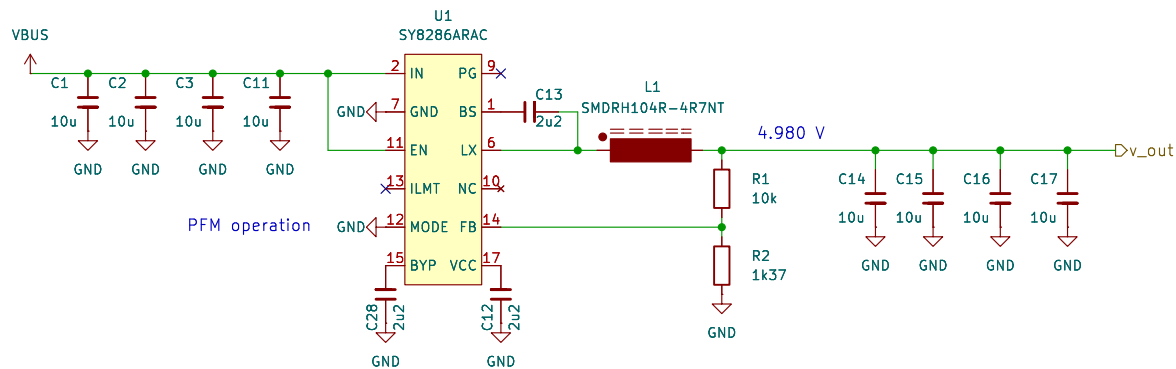 U1
SY8286ARAC
VBUS
C1
10u
GND
C2
10u
GND
C3
10u
GND
C11
10u
GND
2
IN
PG
9
GND
7
GND
BS
1
C13
2u2
11
EN
LX
6
L1
SMDRH104R-4R7NT
4.980 V
v_out
13
ILMT
NC
10
PFM operation
GND
12
MODE
FB
14
15
BYP
VCC
17
C28
2u2
GND
C12
2u2
GND
R1
10k
R2
1k37
GND
C14
10u
GND
C15
10u
GND
C16
10u
GND
C17
10u
GND